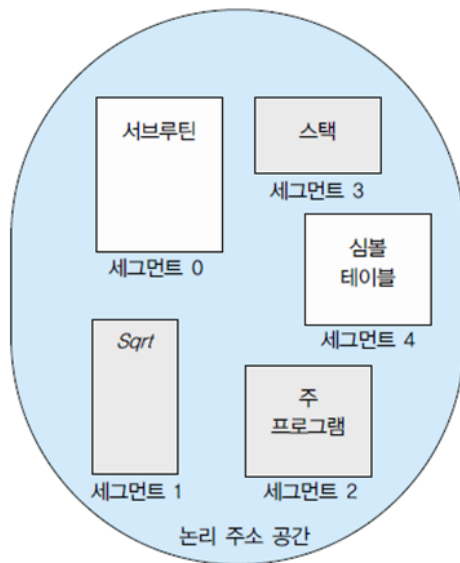 서브루틴
세그먼트 0
스택
세그먼트 3
심볼
테이블
세그먼트 4
Sqrt
세그먼트 1
주
프로그램
세그먼트 2
논리 주소 공간